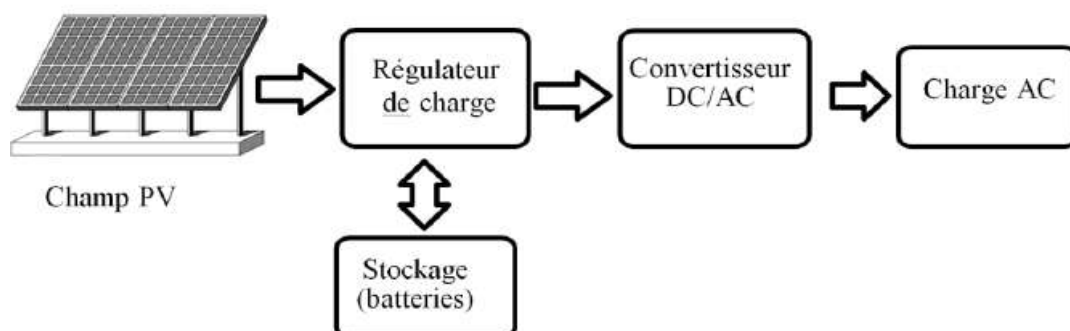 Régulateur
de charge
Convertisseur
DC/AC
Charge AC
Champ PV
Stockage
(batteries)